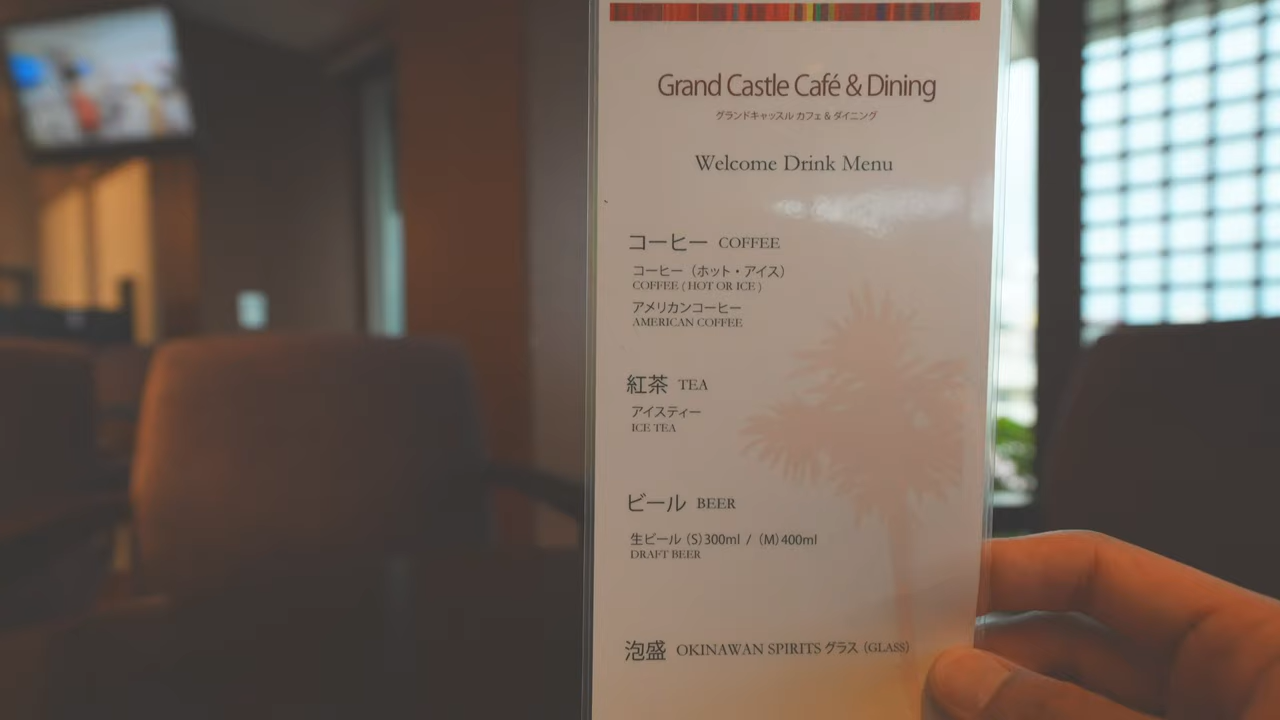 Grand Castle Café & Dining
グランドキャッスル カフェ & ダイニング
Welcome Drink Menu
コーヒー COFFEE
コーヒー（ホット・アイス）
COFFEE ( HOT OR ICE )
アメリカンコーヒー
AMERICAN COFFEE
紅茶 TEA
アイスティー
ICE TEA
ビール BEER
生ビール（S）300ml / （M）400ml
DRAFT BEER
泡盛 OKINAWAN SPIRITS グラス（GLASS）